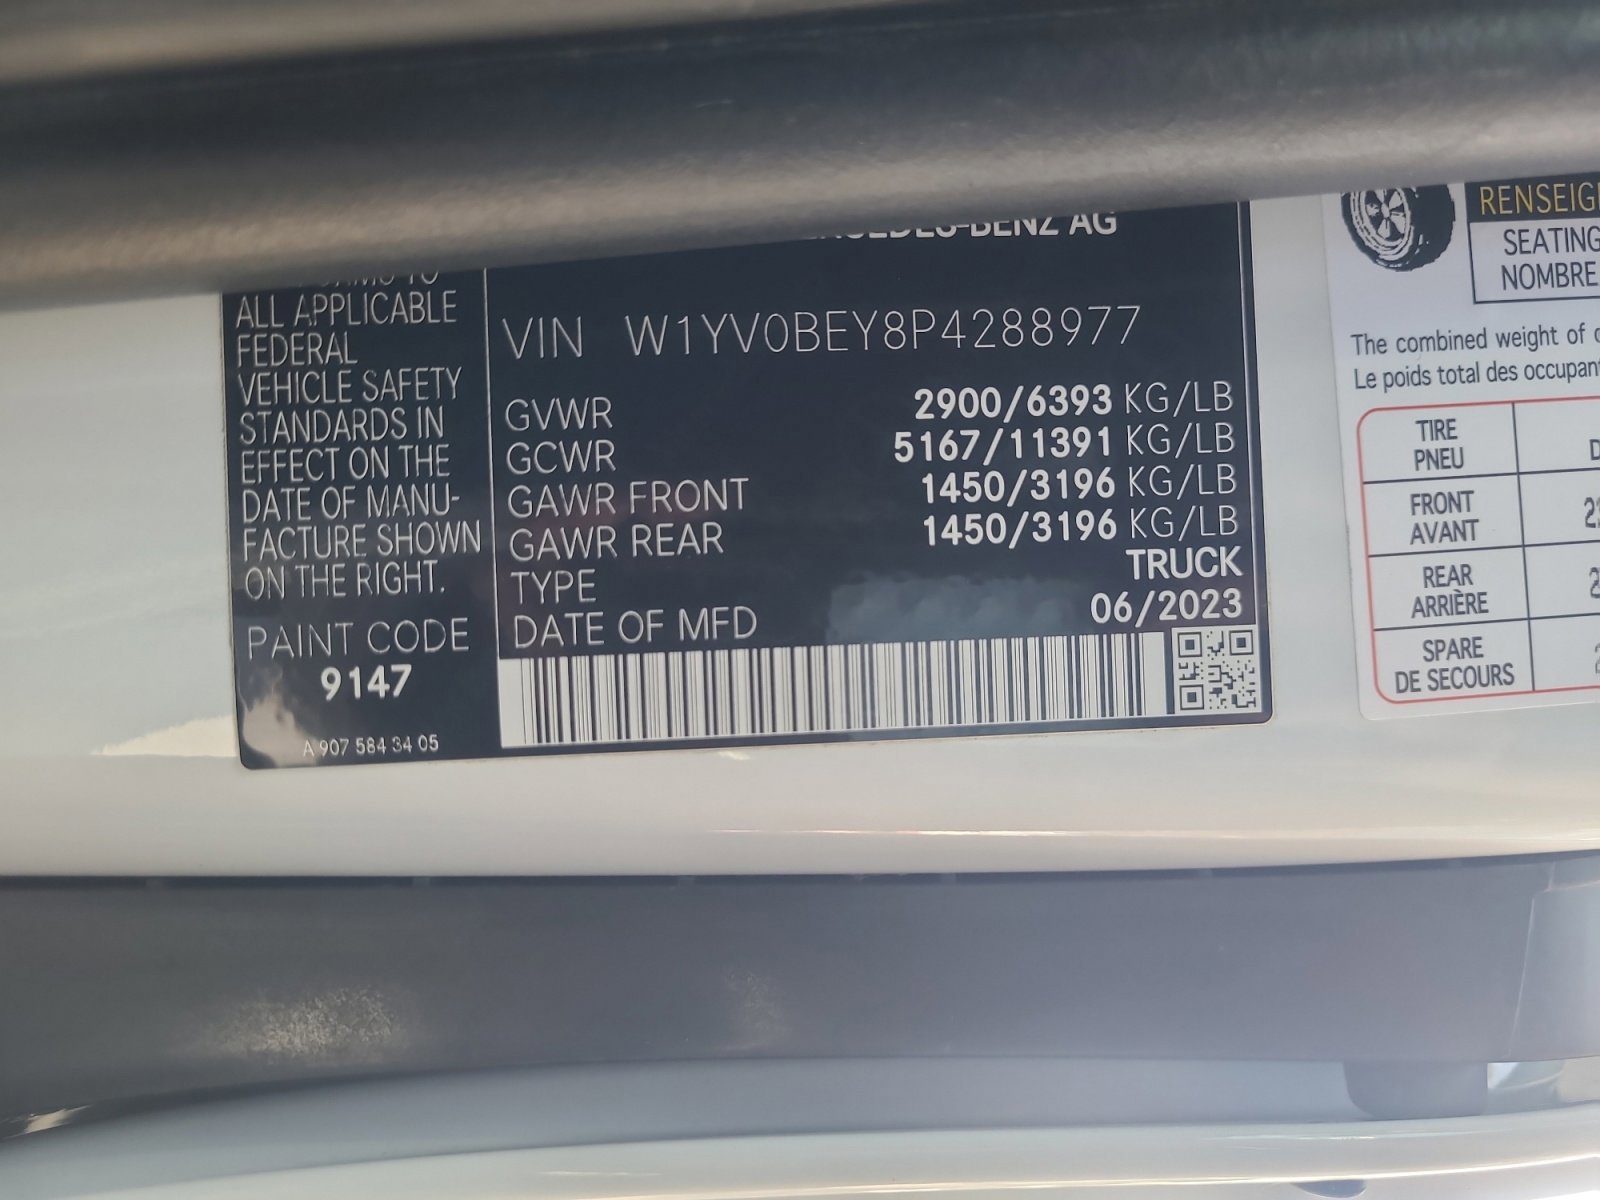 MERCEDES-BENZ AG
ALL APPLICABLE
FEDERAL
VEHICLE SAFETY
STANDARDS IN
EFFECT ON THE
DATE OF MANU-
FACTURE SHOWN
ON THE RIGHT.
PAINT CODE
9147
A 907 584 34 05
VIN W1YV0BEY8P4288977
GVWR 2900/6393 KG/LB
GCWR 5167/11391 KG/LB
GAWR FRONT 1450/3196 KG/LB
GAWR REAR 1450/3196 KG/LB
TYPE TRUCK
DATE OF MFD 06/2023
RENSEIG
SEATING
NOMBRE
The combined weight of
Le poids total des occupant
TIRE
PNEU
FRONT
AVANT
REAR
ARRIÈRE
SPARE
DE SECOURS